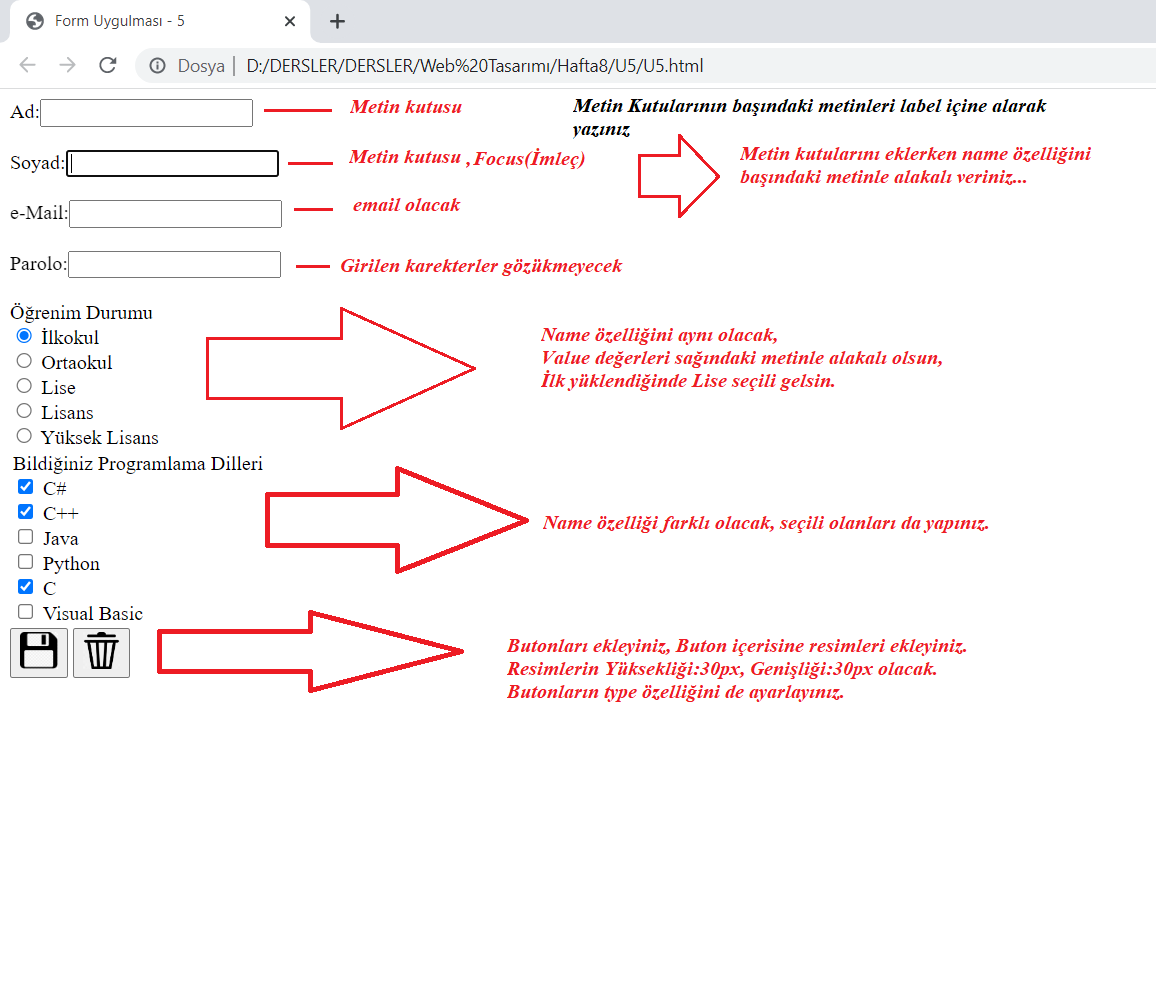 Form Uygulması - 5
Dosya | D:/DERSLER/DERSLER/Web%20Tasarımı/Hafta8/U5/U5.html
Ad:
Metin kutusu
Metin Kutularının başındaki metinleri label içine alarak
yazınız
Soyad:
Metin kutusu ,Focus(İmleç)
Metin kutularını eklerken name özelliğini
başındaki metinle alakalı veriniz...
e-Mail:
email olacak
Parolo:
Girilen karekterler gözükmeyecek
Öğrenim Durumu
İlkokul
Ortaokul
Lise
Lisans
Yüksek Lisans
Name özelliğini aynı olacak,
Value değerleri sağındaki metinle alakalı olsun,
İlk yüklendiğinde Lise seçili gelsin.
Bildiğiniz Programlama Dilleri
C#
C++
Java
Python
C
Visual Basic
Name özelliği farklı olacak, seçili olanları da yapınız.
Butonları ekleyiniz, Buton içerisine resimleri ekleyiniz.
Resimlerin Yüksekliği:30px, Genişliği:30px olacak.
Butonların type özelliğini de ayarlayınız.